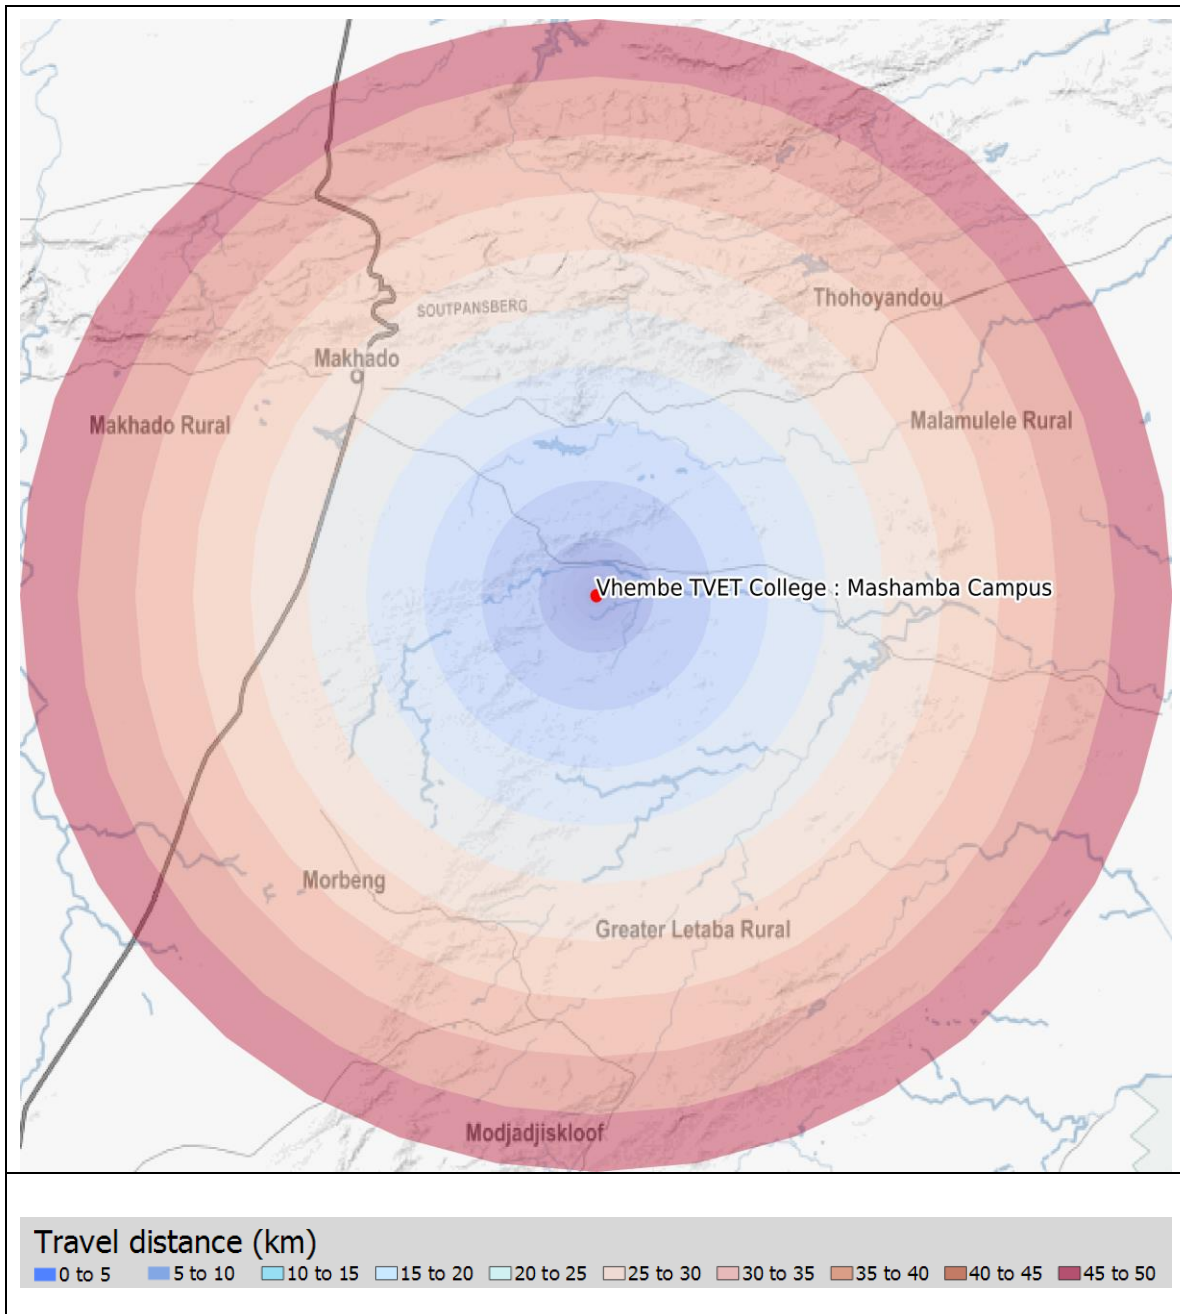 SOUTPANSBERG
Thohoyandou
Makhado
Makhado Rural
Malamulele Rural
Vhembe TVET College : Mashamba Campus
Morbeng
Greater Letaba Rural
Modjadjiskloof
Travel distance (km)
0 to 5 5 to 10 10 to 15 15 to 20 20 to 25 25 to 30 30 to 35 35 to 40 40 to 45 45 to 50